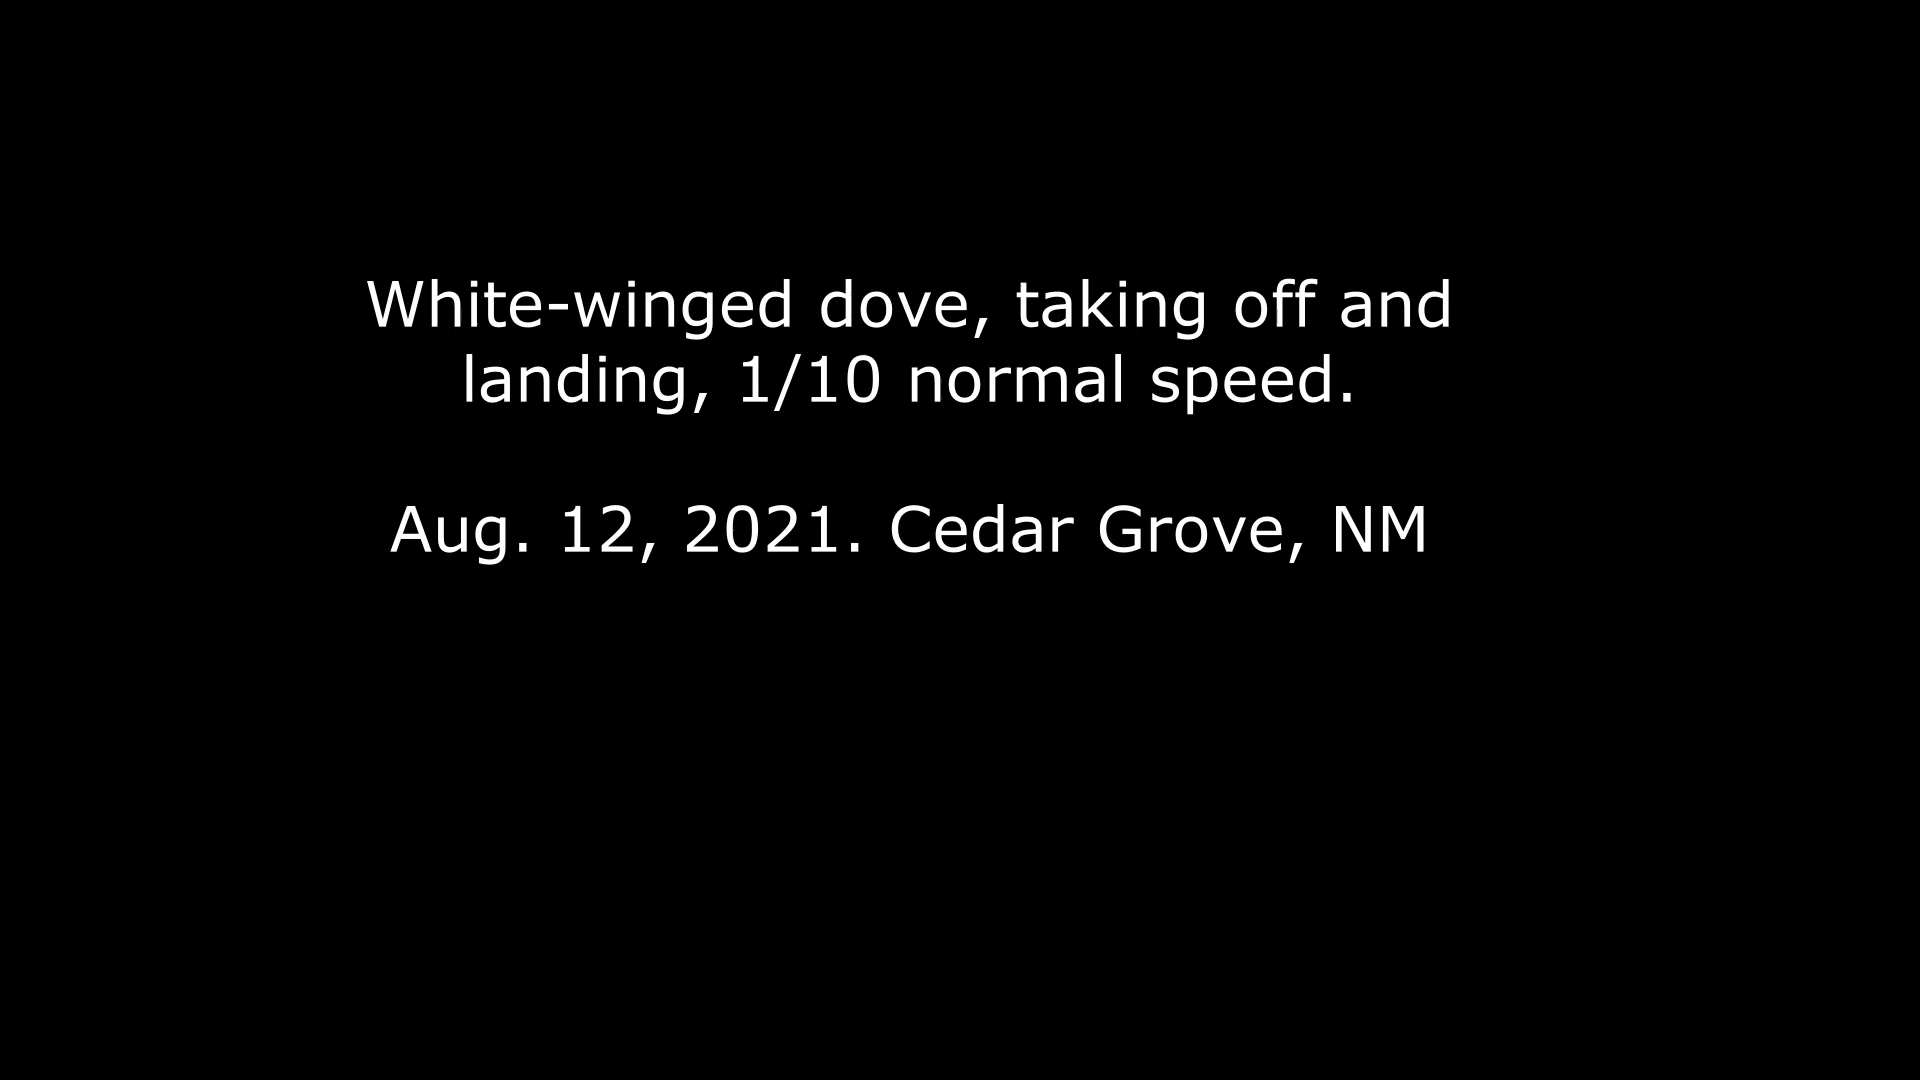 White-winged dove, taking off and
landing, 1/10 normal speed.
Aug. 12, 2021. Cedar Grove, NM